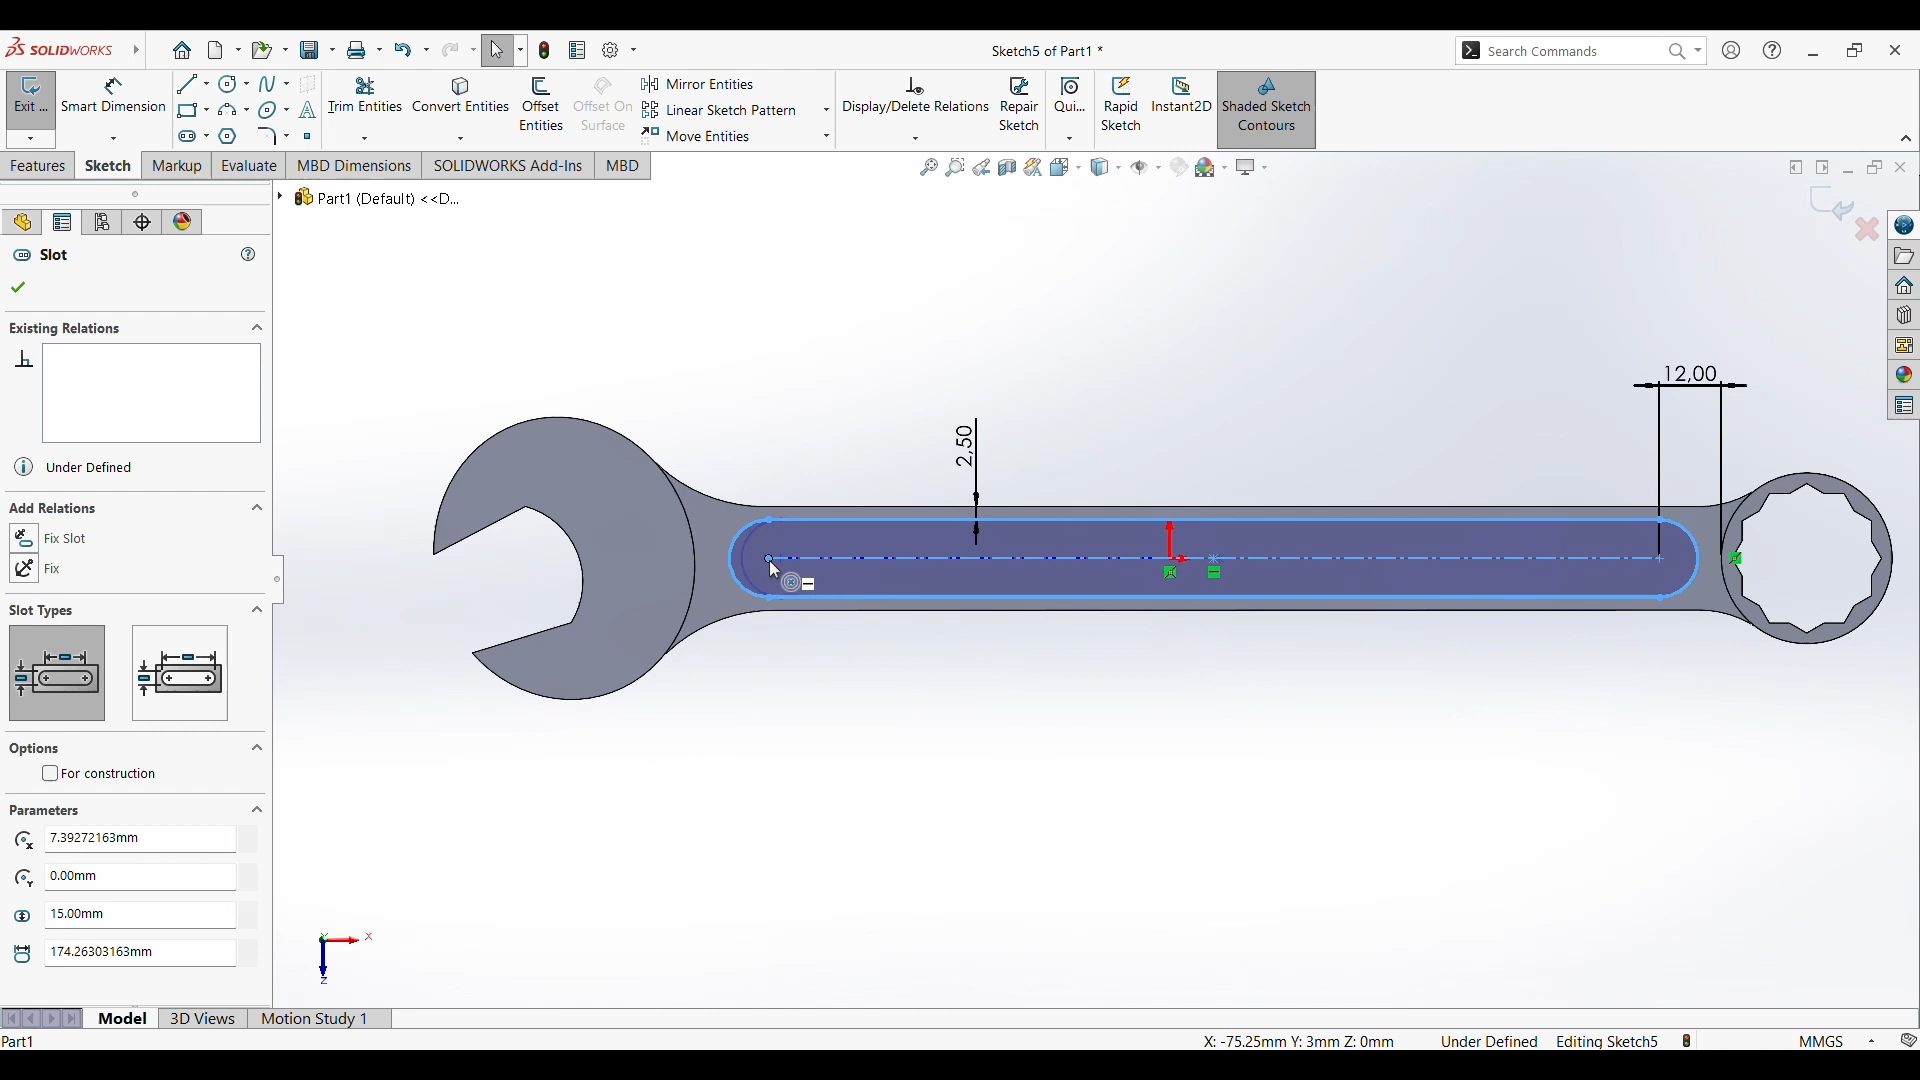 SOLIDWORKS
Sketch5 of Part1 *
Search Commands
Exit ...
Smart Dimension
Trim Entities
Convert Entities
Offset Entities
Offset On Surface
Mirror Entities
Linear Sketch Pattern
Move Entities
Display/Delete Relations
Repair Sketch
Qui...
Rapid Sketch
Instant2D
Shaded Sketch Contours
Features
Sketch
Markup
Evaluate
MBD Dimensions
SOLIDWORKS Add-Ins
MBD
Part1 (Default) <<D...
Slot
Existing Relations
Under Defined
Add Relations
Fix Slot
Fix
Slot Types
Options
For construction
Parameters
7.39272163mm
0.00mm
15.00mm
174.26303163mm
12,00
2,50
X
Y
Z
Model
3D Views
Motion Study 1
Part1
X: -75.25mm Y: 3mm Z: 0mm
Under Defined
Editing Sketch5
MMGS